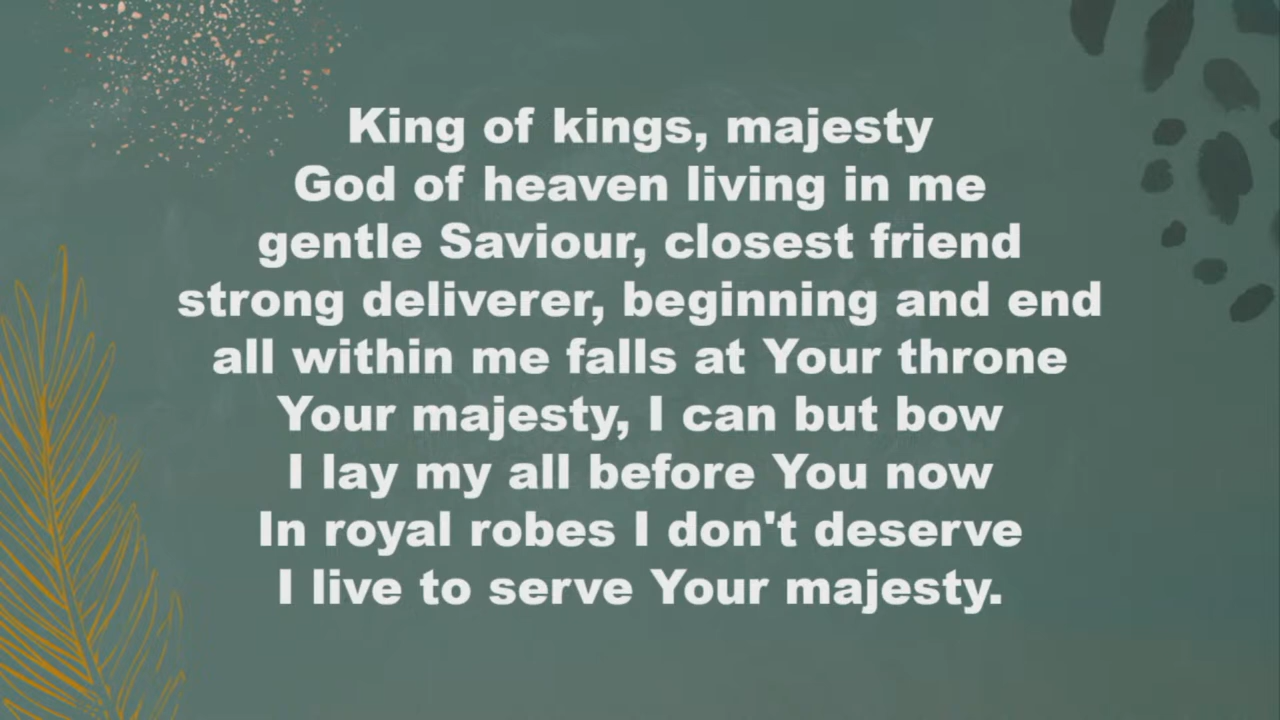 King of kings, majesty
God of heaven living in me
gentle Saviour, closest friend
strong deliverer, beginning and end
all within me falls at Your throne
Your majesty, I can but bow
I lay my all before You now
In royal robes I don't deserve
I live to serve Your majesty.